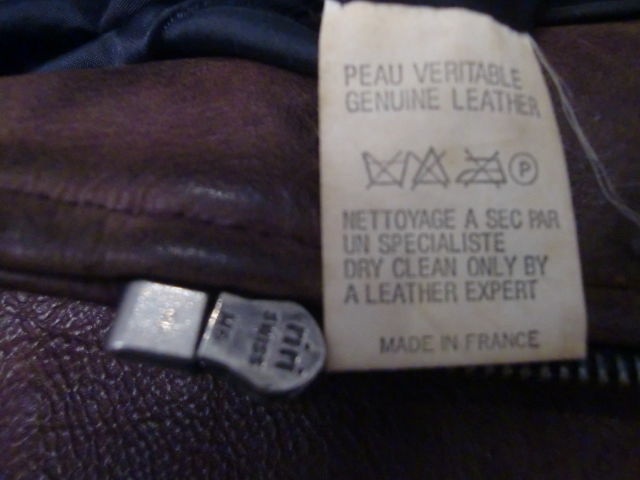 PEAU VERITABLE
GENUINE LEATHER
P
NETTOYAGE A SEC PAR
UN SPECIALISTE
DRY CLEAN ONLY BY
A LEATHER EXPERT
MADE IN FRANCE
riri
SWISS